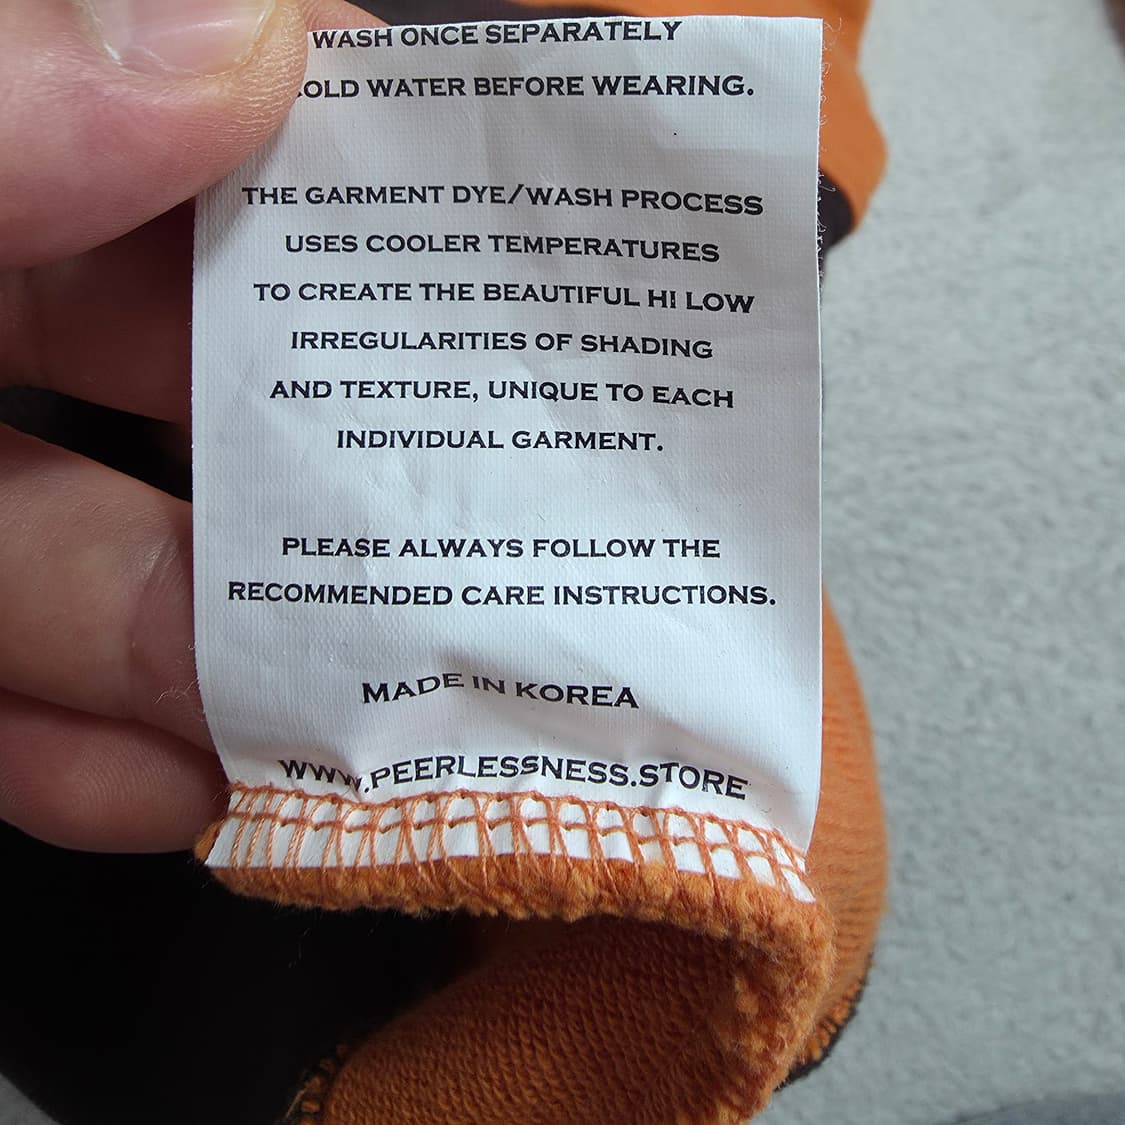 WASH ONCE SEPARATELY
OLD WATER BEFORE WEARING.
THE GARMENT DYE/WASH PROCESS
USES COOLER TEMPERATURES
TO CREATE THE BEAUTIFUL HI LOW
IRREGULARITIES OF SHADING
AND TEXTURE, UNIQUE TO EACH
INDIVIDUAL GARMENT.
PLEASE ALWAYS FOLLOW THE
RECOMMENDED CARE INSTRUCTIONS.
MADE IN KOREA
WWW.PEERLESSNESS.STORE